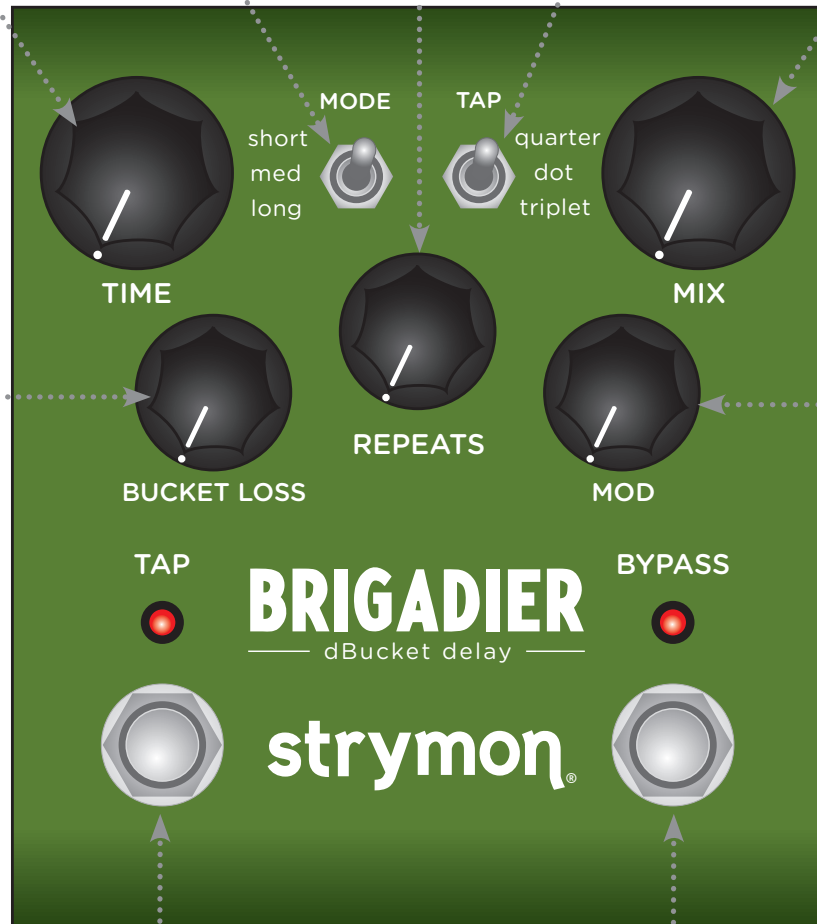 MODE TAP
short quarter
med dot
long triplet
TIME MIX
REPEATS
BUCKET LOSS MOD
TAP BYPASS
BRIGADIER
dBucket delay
strymon®